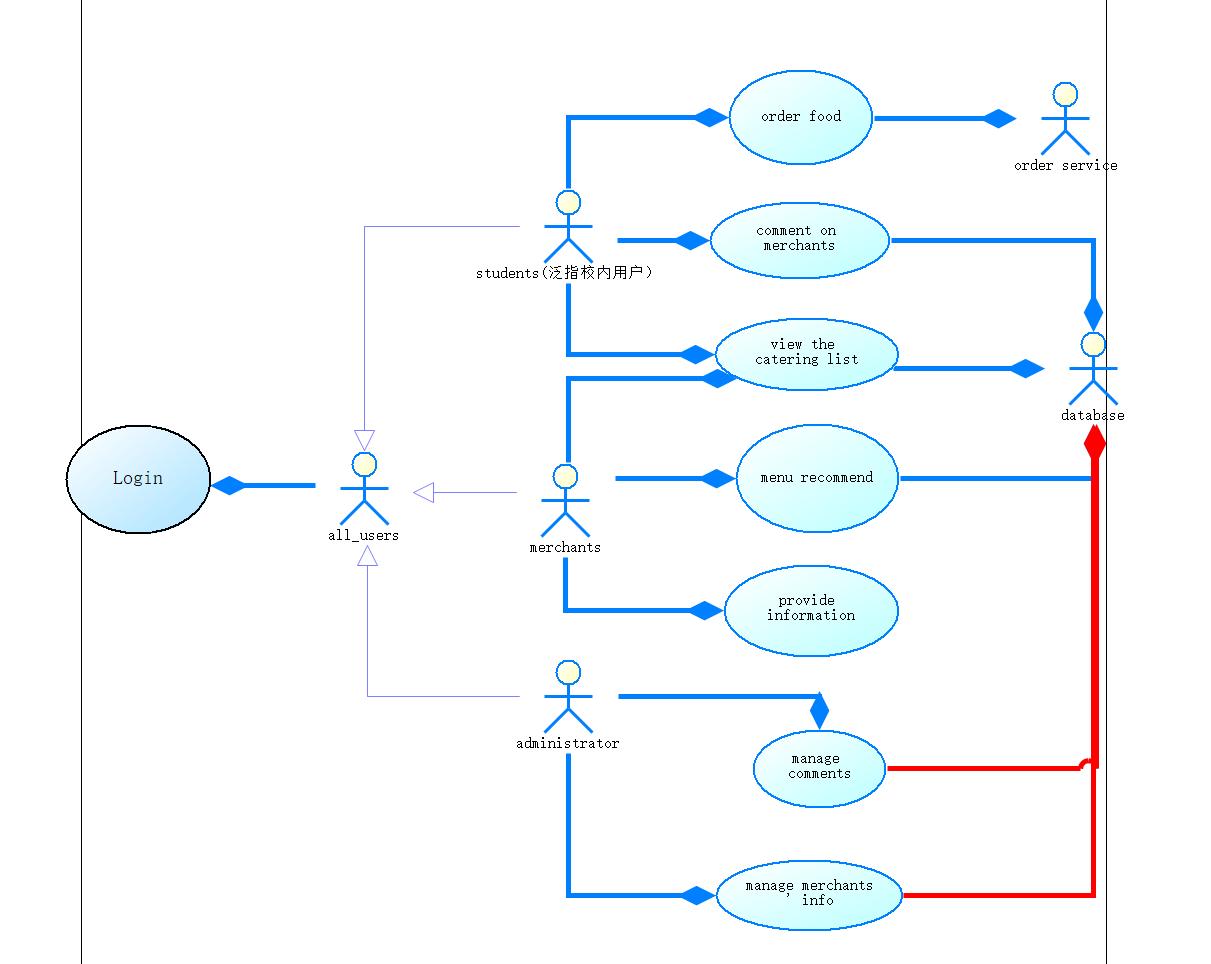 order food
order service
students(泛指校内用户)
comment on
merchants
view the
catering list
database
Login
all_users
menu recommend
merchants
provide
information
administrator
manage
comments
manage merchants
' info